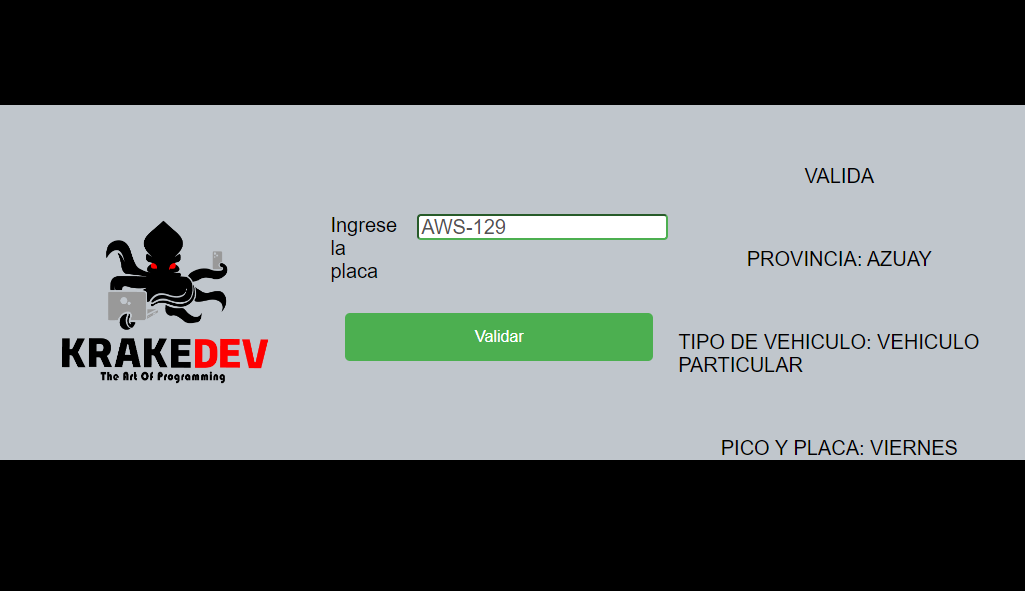 KRAKEDEV
The Art Of Programming
Ingrese
la
placa
AWS-129
Validar
VALIDA
PROVINCIA: AZUAY
TIPO DE VEHICULO: VEHICULO
PARTICULAR
PICO Y PLACA: VIERNES